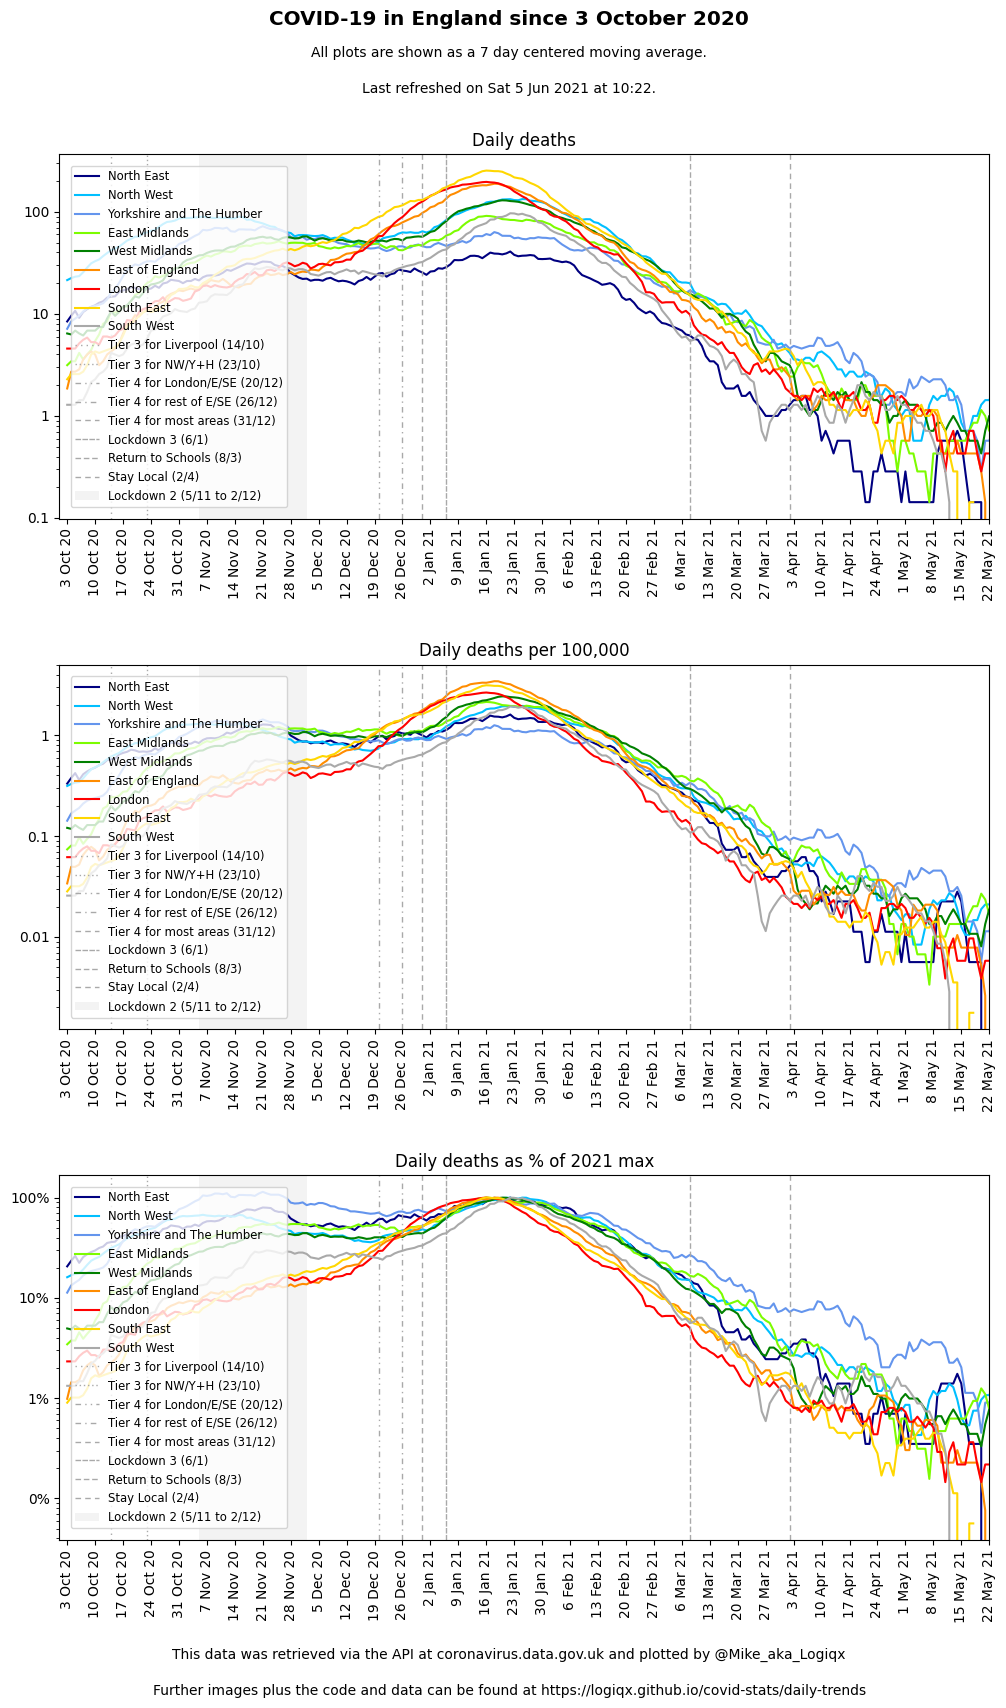 COVID-19 in England since 3 October 2020
All plots are shown as a 7 day centered moving average.
Last refreshed on Sat 5 Jun 2021 at 10:22.
Daily deaths
100
10
1
0.1
North East
North West
Yorkshire and The Humber
East Midlands
West Midlands
East of England
London
South East
South West
Tier 3 for Liverpool (14/10)
Tier 3 for NW/Y+H (23/10)
Tier 4 for London/E/SE (20/12)
Tier 4 for rest of E/SE (26/12)
Tier 4 for most areas (31/12)
Lockdown 3 (6/1)
Return to Schools (8/3)
Stay Local (2/4)
Lockdown 2 (5/11 to 2/12)
3 Oct 20
10 Oct 20
17 Oct 20
24 Oct 20
31 Oct 20
7 Nov 20
14 Nov 20
21 Nov 20
28 Nov 20
5 Dec 20
12 Dec 20
19 Dec 20
26 Dec 20
2 Jan 21
9 Jan 21
16 Jan 21
23 Jan 21
30 Jan 21
6 Feb 21
13 Feb 21
20 Feb 21
27 Feb 21
6 Mar 21
13 Mar 21
20 Mar 21
27 Mar 21
3 Apr 21
10 Apr 21
17 Apr 21
24 Apr 21
1 May 21
8 May 21
15 May 21
22 May 21
Daily deaths per 100,000
1
0.1
0.01
North East
North West
Yorkshire and The Humber
East Midlands
West Midlands
East of England
London
South East
South West
Tier 3 for Liverpool (14/10)
Tier 3 for NW/Y+H (23/10)
Tier 4 for London/E/SE (20/12)
Tier 4 for rest of E/SE (26/12)
Tier 4 for most areas (31/12)
Lockdown 3 (6/1)
Return to Schools (8/3)
Stay Local (2/4)
Lockdown 2 (5/11 to 2/12)
3 Oct 20
10 Oct 20
17 Oct 20
24 Oct 20
31 Oct 20
7 Nov 20
14 Nov 20
21 Nov 20
28 Nov 20
5 Dec 20
12 Dec 20
19 Dec 20
26 Dec 20
2 Jan 21
9 Jan 21
16 Jan 21
23 Jan 21
30 Jan 21
6 Feb 21
13 Feb 21
20 Feb 21
27 Feb 21
6 Mar 21
13 Mar 21
20 Mar 21
27 Mar 21
3 Apr 21
10 Apr 21
17 Apr 21
24 Apr 21
1 May 21
8 May 21
15 May 21
22 May 21
Daily deaths as % of 2021 max
100%
10%
1%
0%
North East
North West
Yorkshire and The Humber
East Midlands
West Midlands
East of England
London
South East
South West
Tier 3 for Liverpool (14/10)
Tier 3 for NW/Y+H (23/10)
Tier 4 for London/E/SE (20/12)
Tier 4 for rest of E/SE (26/12)
Tier 4 for most areas (31/12)
Lockdown 3 (6/1)
Return to Schools (8/3)
Stay Local (2/4)
Lockdown 2 (5/11 to 2/12)
3 Oct 20
10 Oct 20
17 Oct 20
24 Oct 20
31 Oct 20
7 Nov 20
14 Nov 20
21 Nov 20
28 Nov 20
5 Dec 20
12 Dec 20
19 Dec 20
26 Dec 20
2 Jan 21
9 Jan 21
16 Jan 21
23 Jan 21
30 Jan 21
6 Feb 21
13 Feb 21
20 Feb 21
27 Feb 21
6 Mar 21
13 Mar 21
20 Mar 21
27 Mar 21
3 Apr 21
10 Apr 21
17 Apr 21
24 Apr 21
1 May 21
8 May 21
15 May 21
22 May 21
This data was retrieved via the API at coronavirus.data.gov.uk and plotted by @Mike_aka_Logiqx
Further images plus the code and data can be found at https://logiqx.github.io/covid-stats/daily-trends